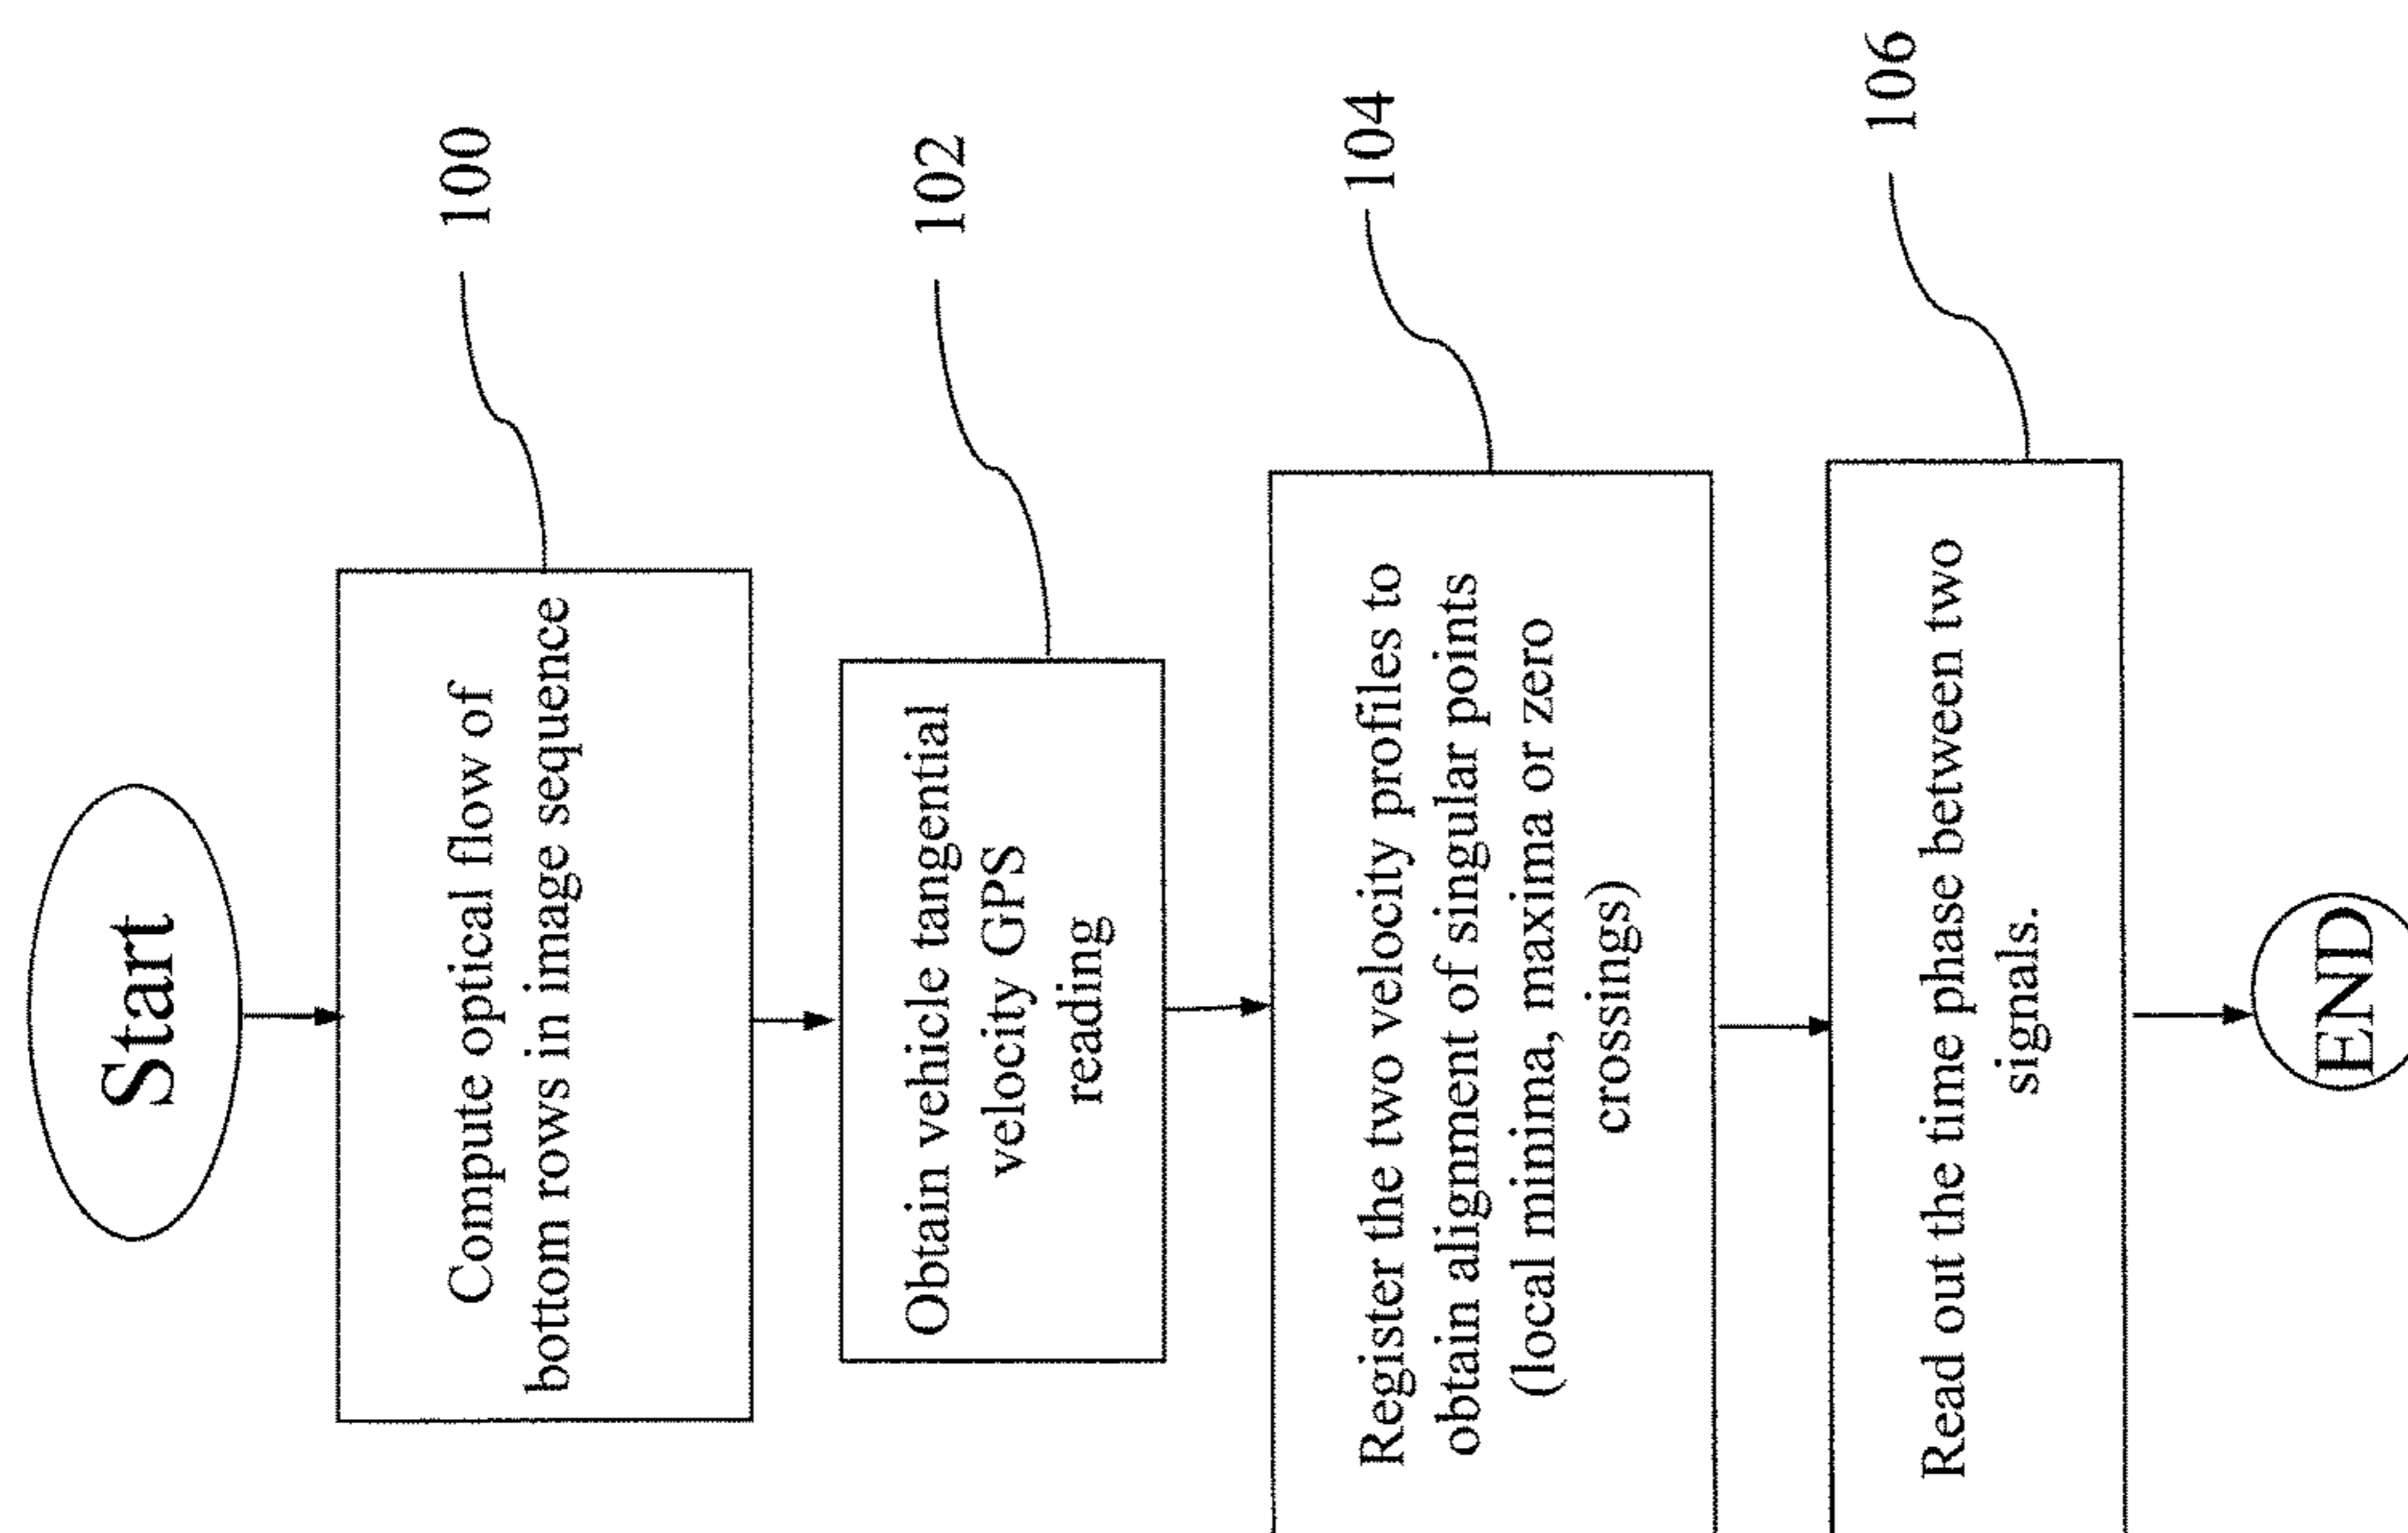 Start
100
Compute optical flow of
bottom rows in image sequence
102
Obtain vehicle tangential
velocity GPS
reading
104
Register the two velocity profiles to
obtain alignment of singular points
(local minima, maxima or zero
crossings)
106
Read out the time phase between two
signals.
END